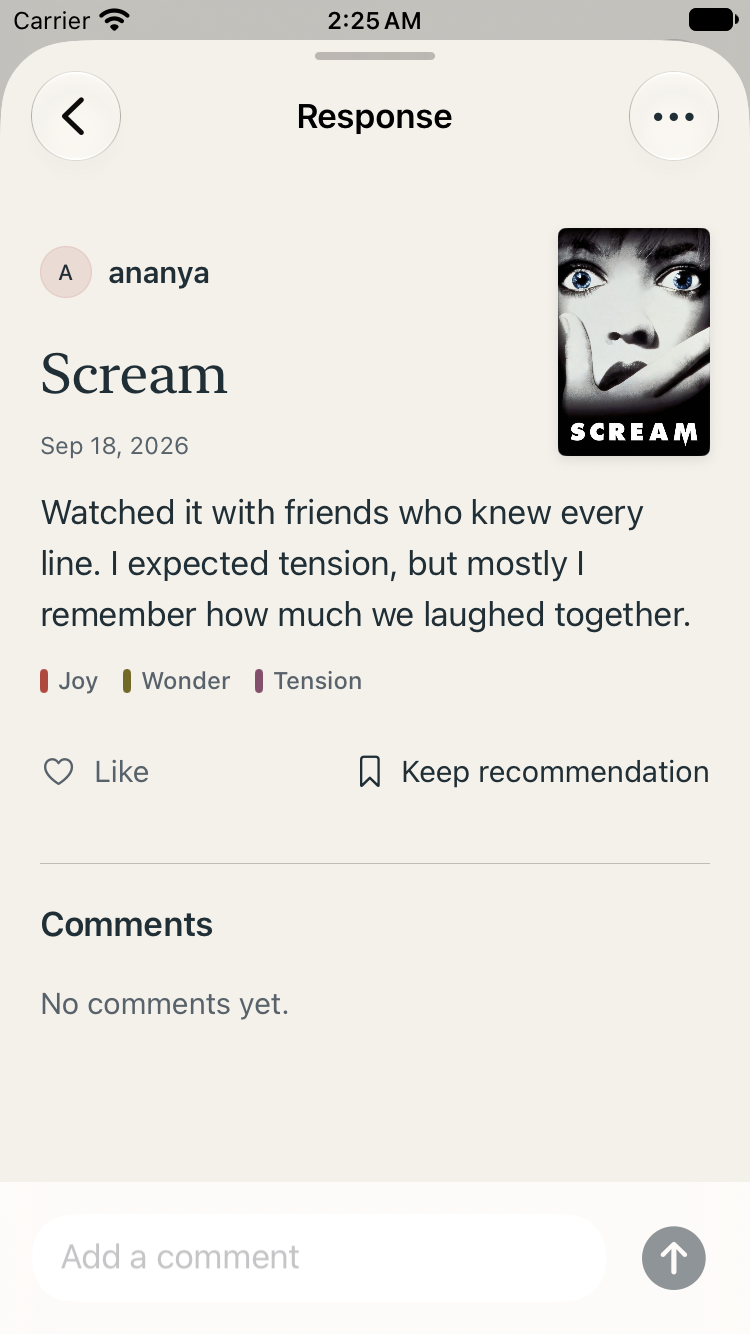 Carrier 2:25 AM
Response
A ananya
Scream
Sep 18, 2026
SCREAM
Watched it with friends who knew every
line. I expected tension, but mostly I
remember how much we laughed together.
Joy Wonder Tension
Like Keep recommendation
Comments
No comments yet.
Add a comment